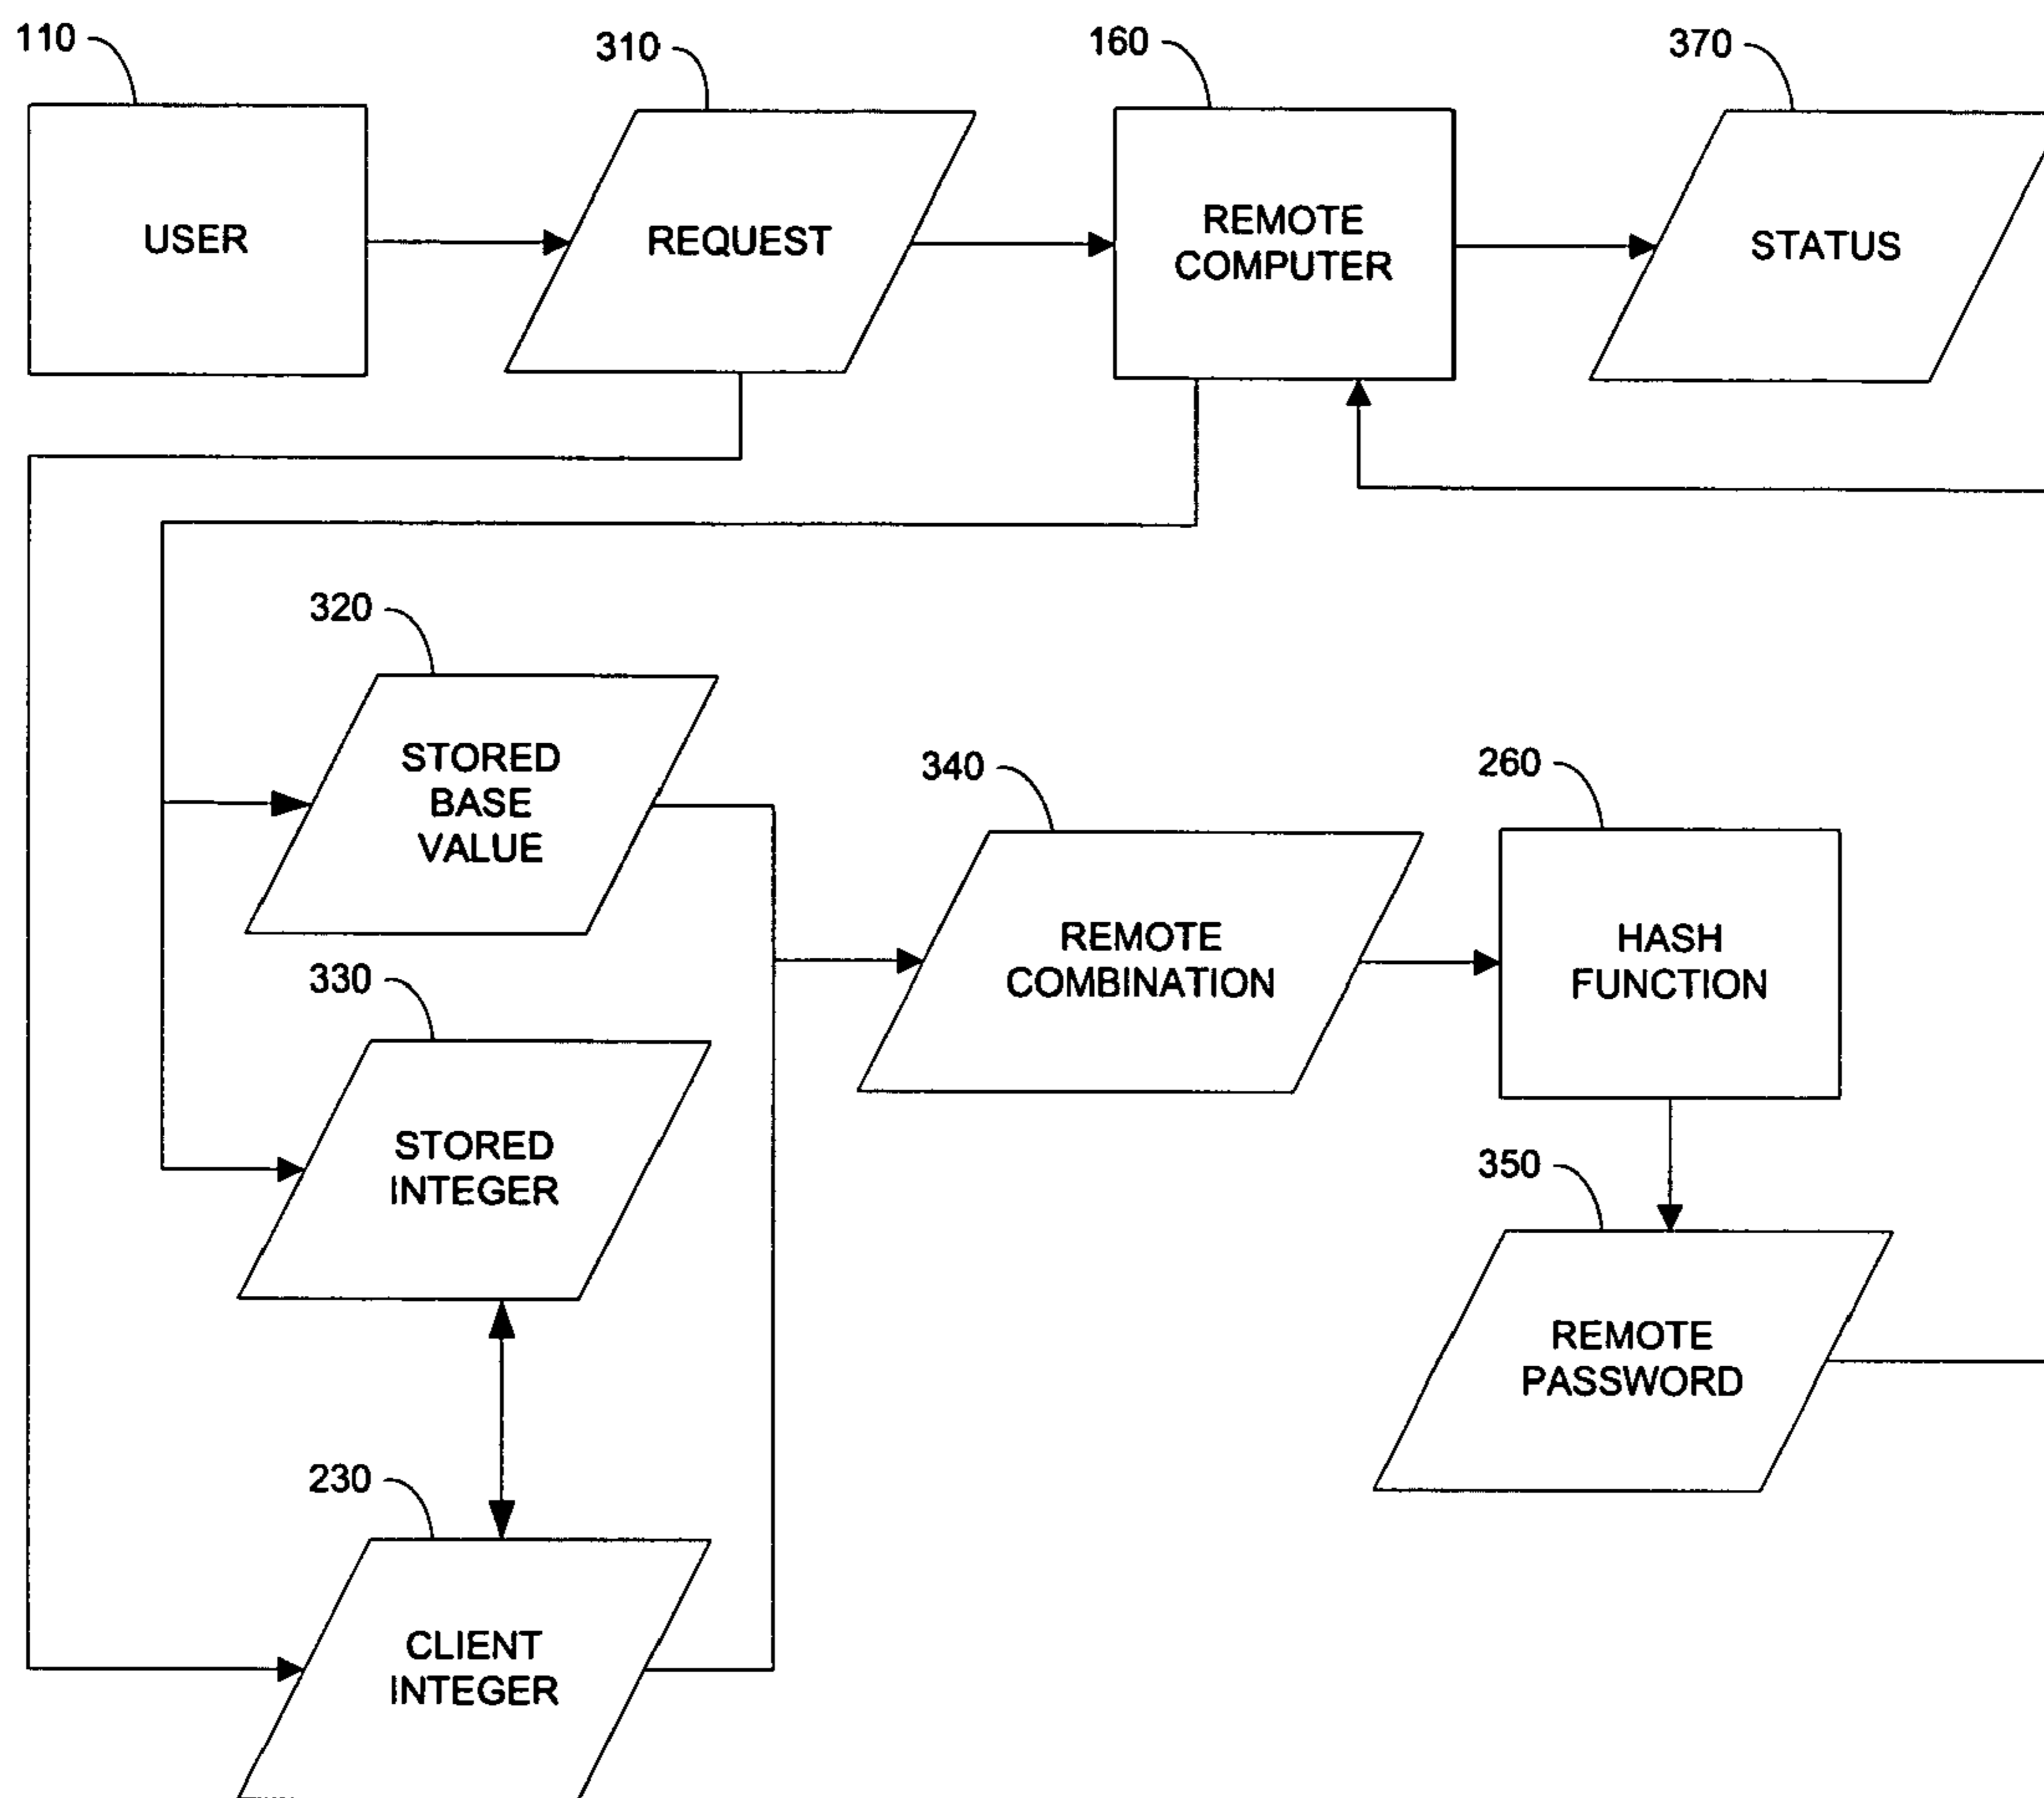 110
310
160
370
USER
REQUEST
REMOTE
COMPUTER
STATUS
320
STORED
BASE
VALUE
340
260
REMOTE
COMBINATION
HASH
FUNCTION
330
STORED
INTEGER
350
REMOTE
PASSWORD
230
CLIENT
INTEGER